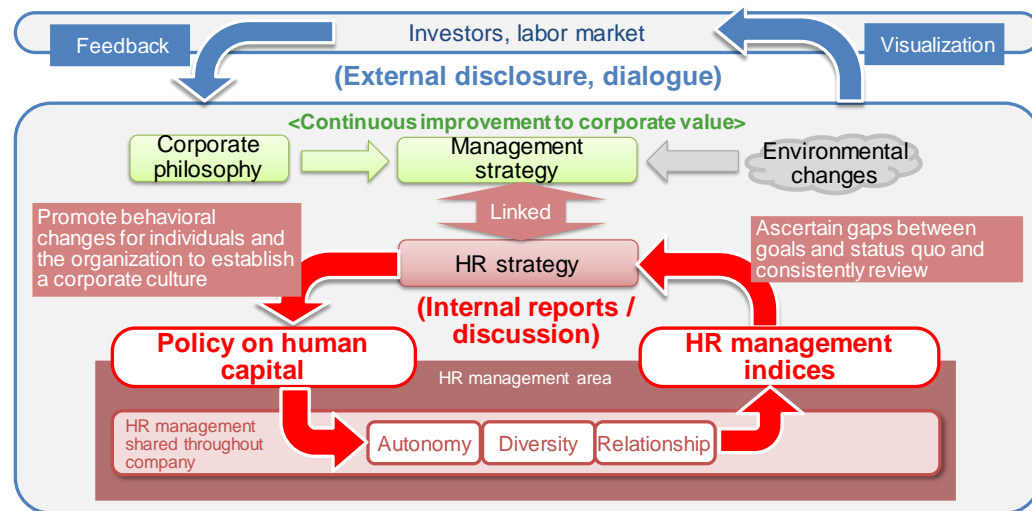 Feedback
Investors, labor market
Visualization
(External disclosure, dialogue)
<Continuous improvement to corporate value>
Corporate
philosophy
Management
strategy
Environmental
changes
Linked
Promote behavioral
changes for individuals and
the organization to establish
a corporate culture
Ascertain gaps between
goals and status quo and
consistently review
HR strategy
(Internal reports /
discussion)
Policy on human
capital
HR management
indices
HR management area
HR management
shared throughout
company
Autonomy
Diversity
Relationship